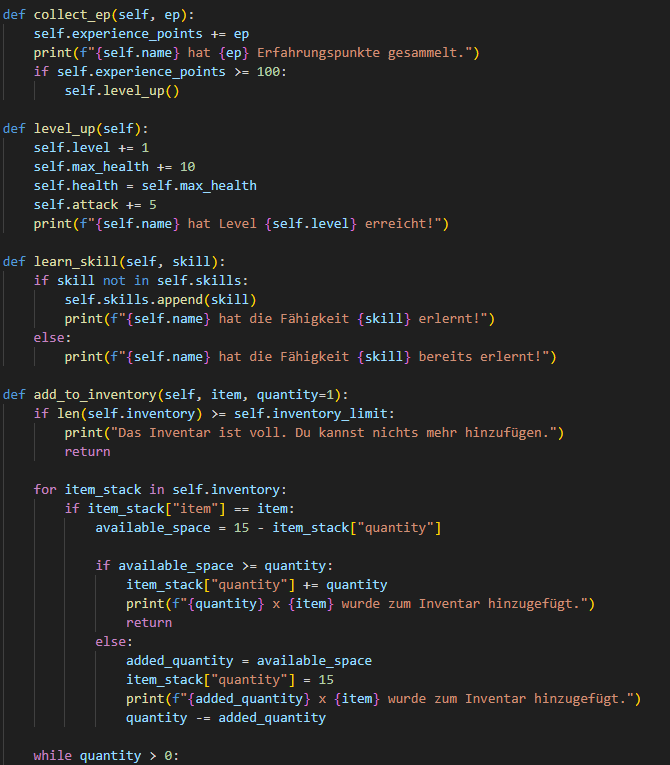 def collect_ep(self, ep):
    self.experience_points += ep
    print(f"{self.name} hat {ep} Erfahrungspunkte gesammelt.")
    if self.experience_points >= 100:
        self.level_up()

def level_up(self):
    self.level += 1
    self.max_health += 10
    self.health = self.max_health
    self.attack += 5
    print(f"{self.name} hat Level {self.level} erreicht!")

def learn_skill(self, skill):
    if skill not in self.skills:
        self.skills.append(skill)
        print(f"{self.name} hat die Fähigkeit {skill} erlernt!")
    else:
        print(f"{self.name} hat die Fähigkeit {skill} bereits erlernt!")

def add_to_inventory(self, item, quantity=1):
    if len(self.inventory) >= self.inventory_limit:
        print("Das Inventar ist voll. Du kannst nichts mehr hinzufügen.")
        return

    for item_stack in self.inventory:
        if item_stack["item"] == item:
            available_space = 15 - item_stack["quantity"]

            if available_space >= quantity:
                item_stack["quantity"] += quantity
                print(f"{quantity} x {item} wurde zum Inventar hinzugefügt.")
                return
            else:
                added_quantity = available_space
                item_stack["quantity"] = 15
                print(f"{added_quantity} x {item} wurde zum Inventar hinzugefügt.")
                quantity -= added_quantity

    while quantity > 0: